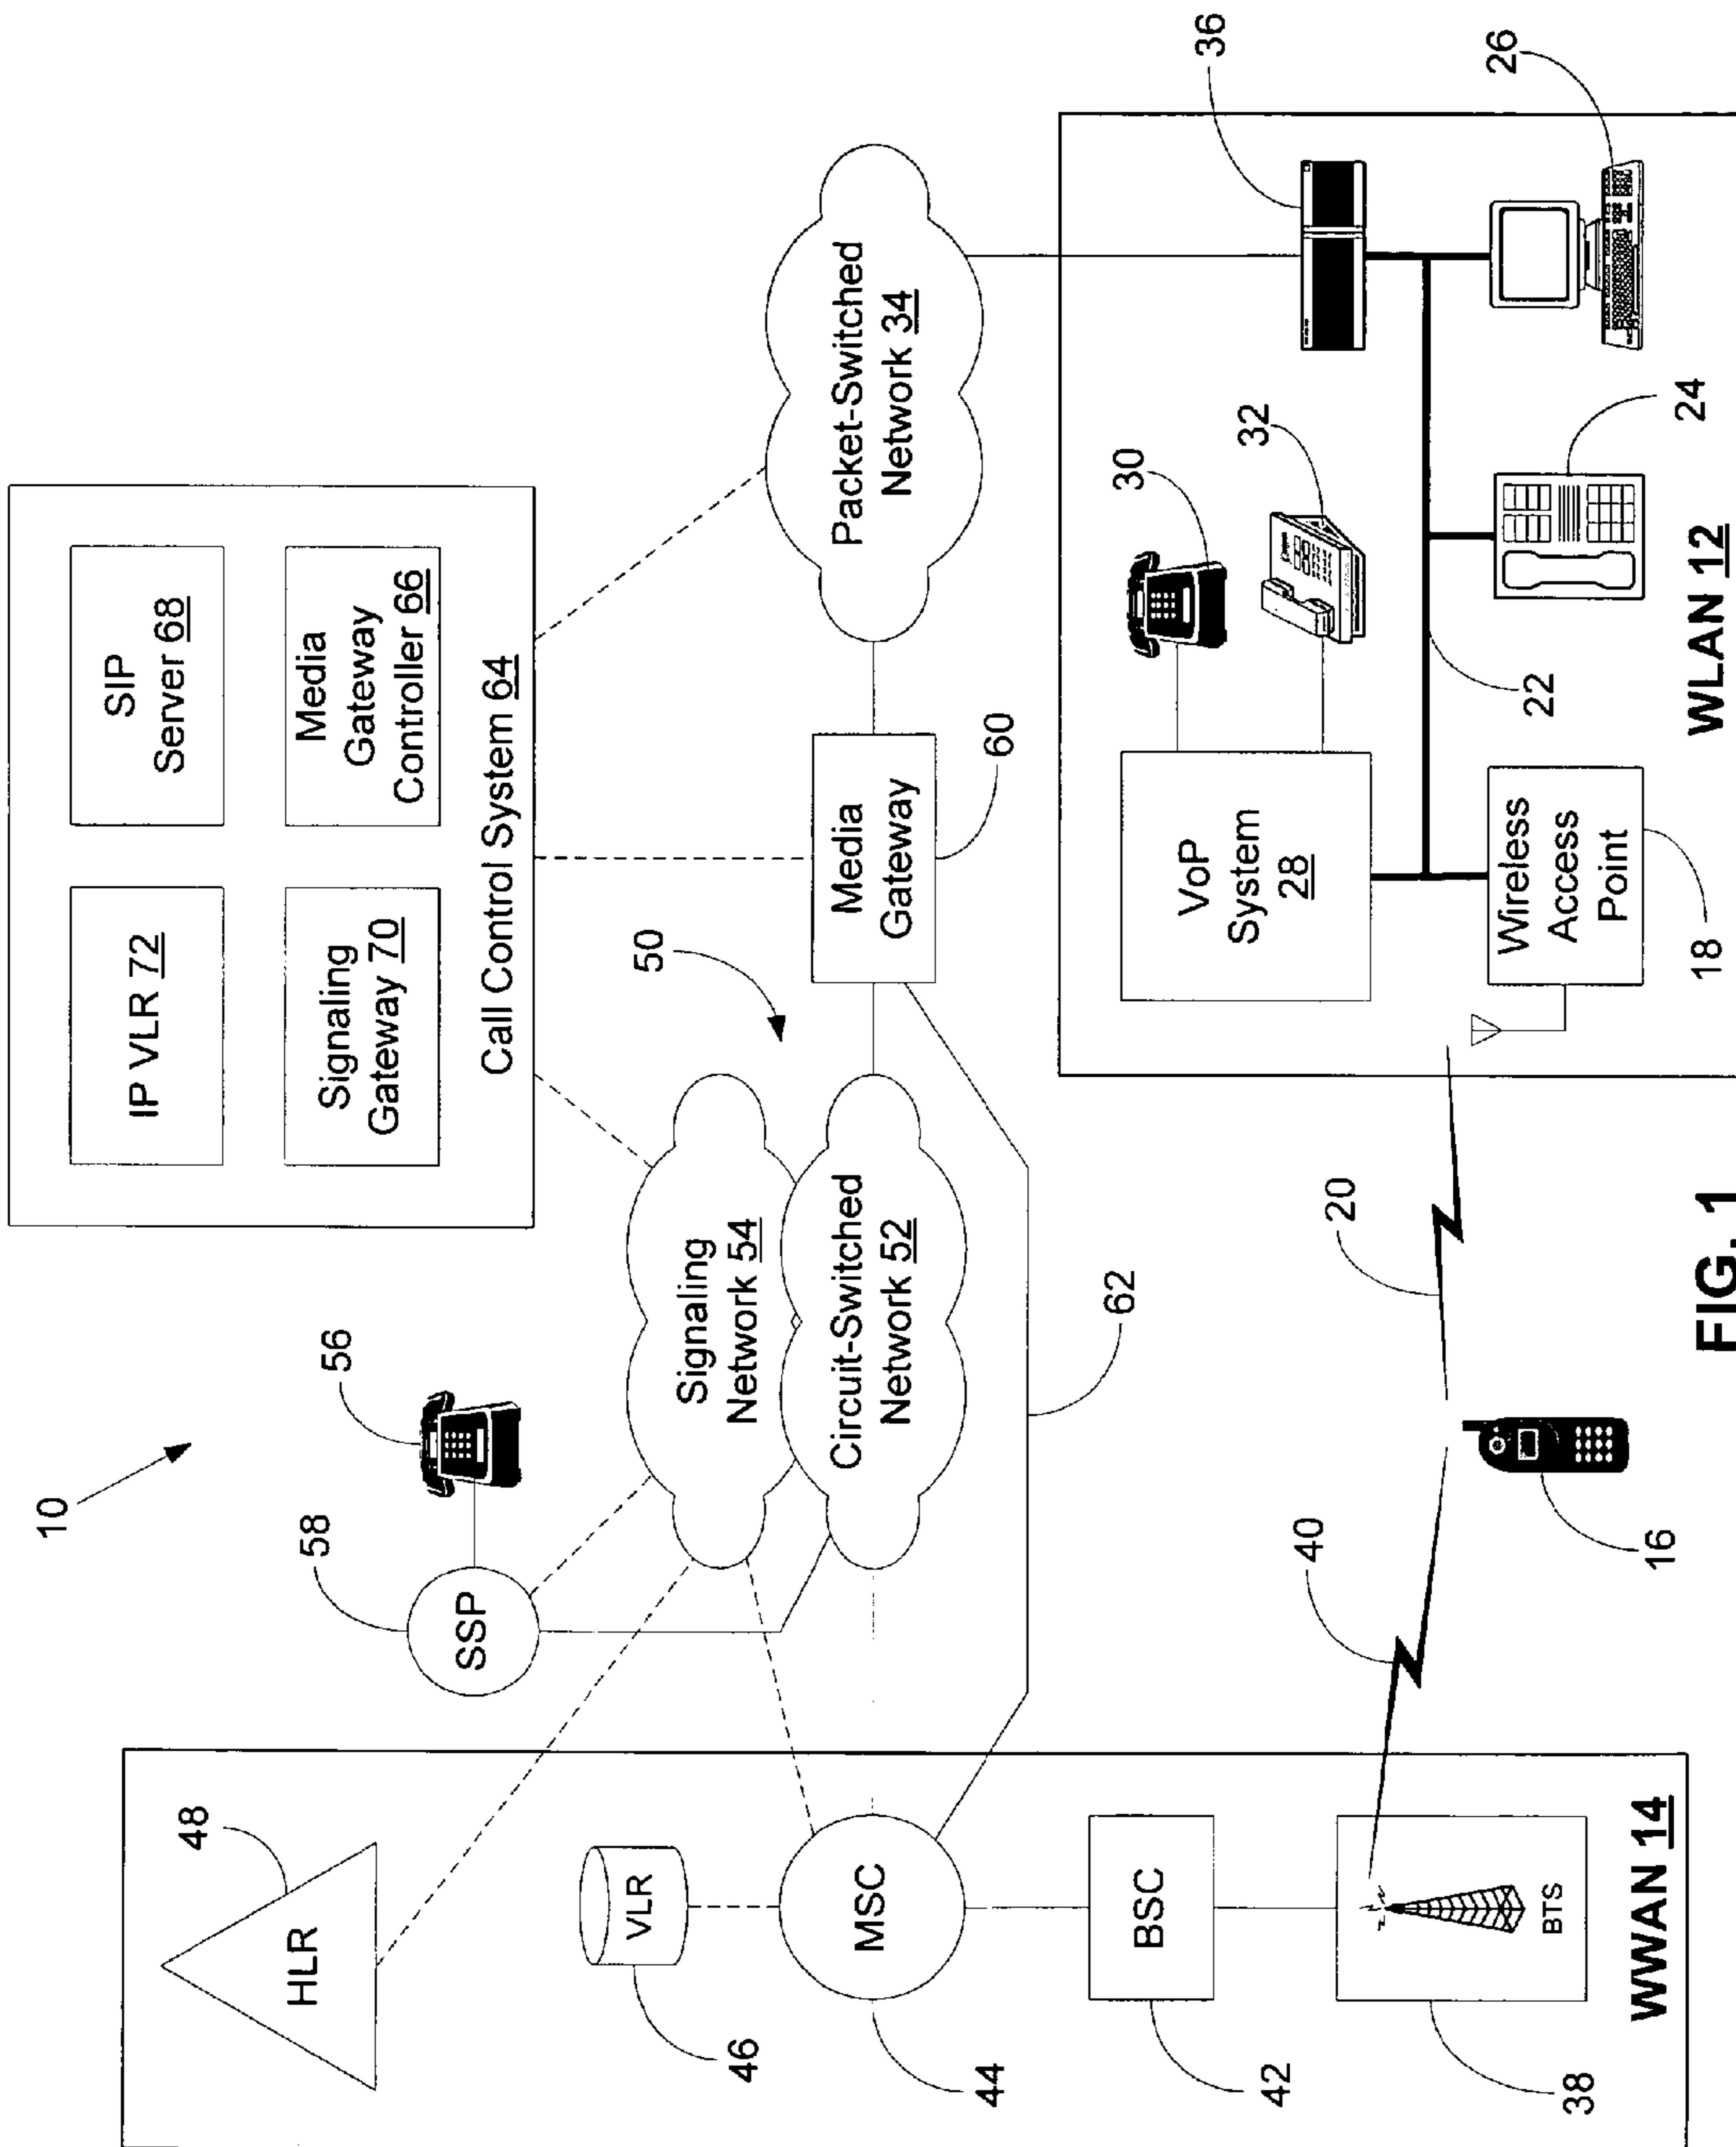 10
HLR
48
VLR
46
MSC
44
BSC
42
BTS
38
WWAN 14
SSP
58
56
Signaling
Network 54
Circuit-Switched
Network 52
50
62
40
20
16
IP VLR 72
SIP
Server 68
Signaling
Gateway 70
Media
Gateway
Controller 66
Call Control System 64
Media
Gateway
60
Packet-Switched
Network 34
VoP
System
28
30
32
36
Wireless
Access
Point
18
22
24
26
WLAN 12
FIG. 1